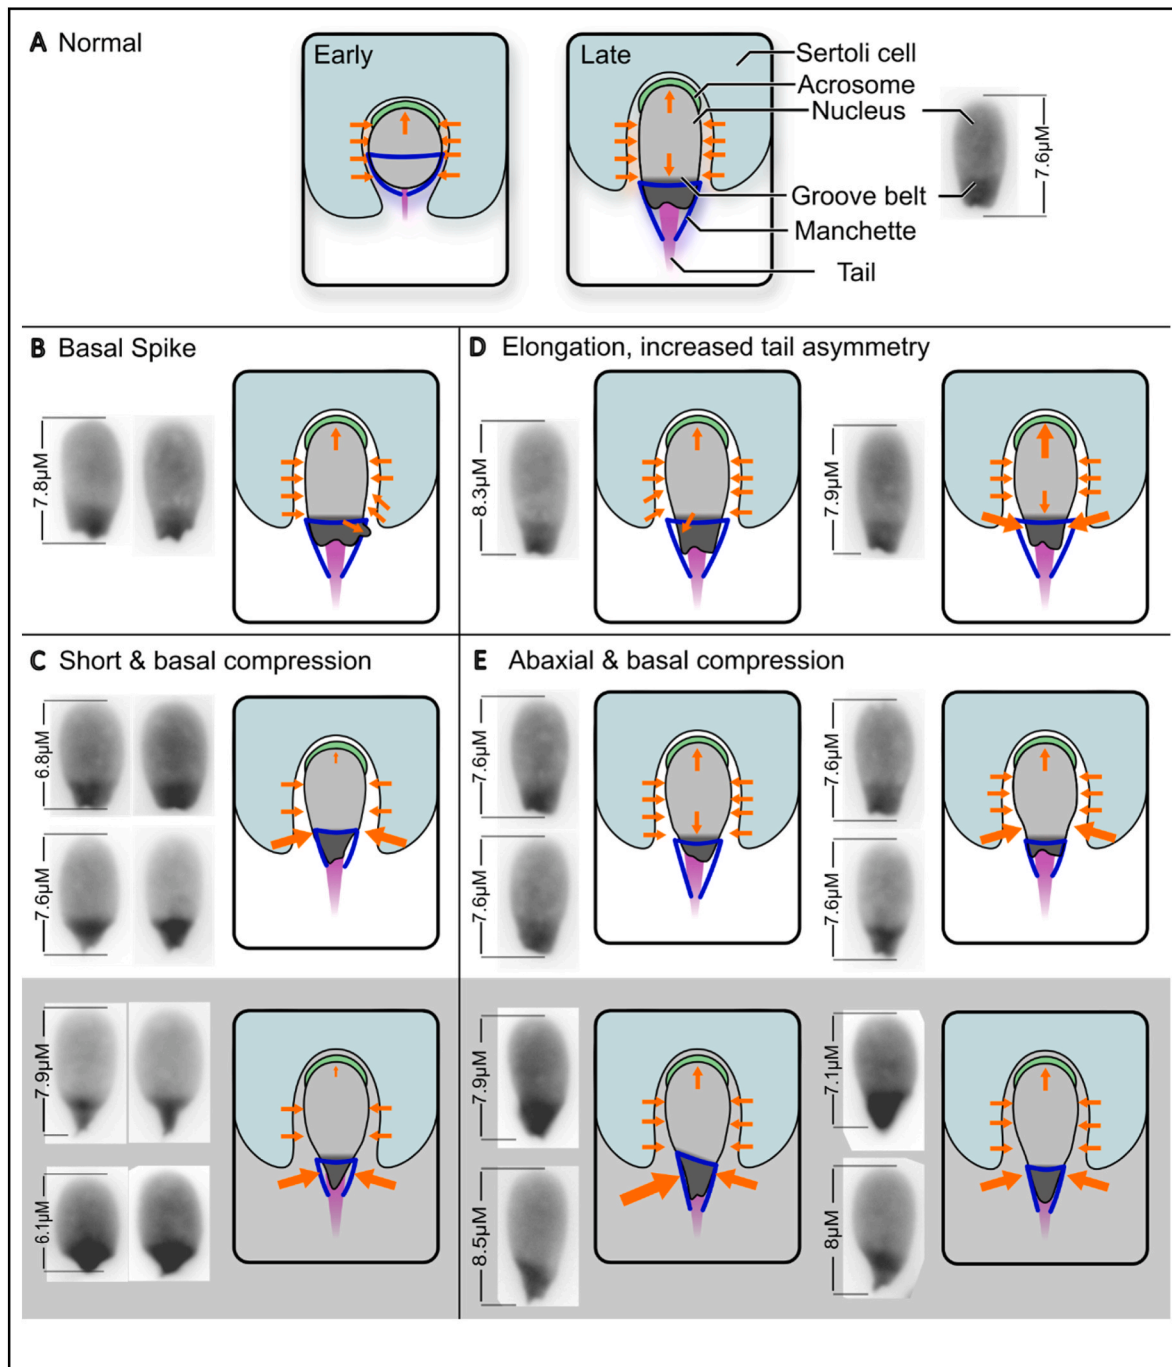 A Normal
Early
Late
Sertoli cell
Acrosome
Nucleus
Groove belt
Manchette
Tail
7.6µM
B Basal Spike
7.8µM
D Elongation, increased tail asymmetry
8.3µM
7.9µM
C Short & basal compression
6.8µM
7.6µM
7.9µM
6.1µM
E Abaxial & basal compression
7.6µM
7.6µM
7.6µM
7.6µM
7.9µM
7.1µM
8.5µM
8µM